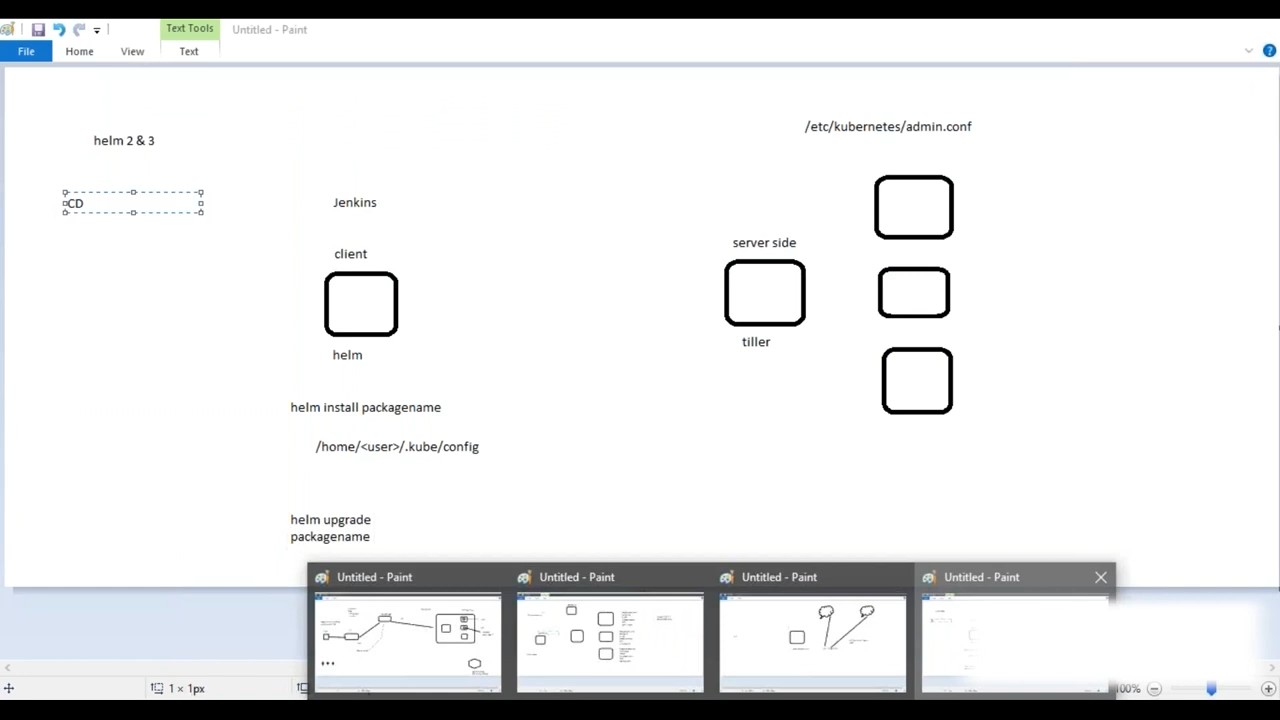 Text Tools
Untitled - Paint
File
Home
View
Text
helm 2 & 3
/etc/kubernetes/admin.conf
CD
Jenkins
server side
client
tiller
helm
helm install packagename
/home/<user>/.kube/config
helm upgrade
packagename
Untitled - Paint
Untitled - Paint
Untitled - Paint
Untitled - Paint
1 × 1px
100%